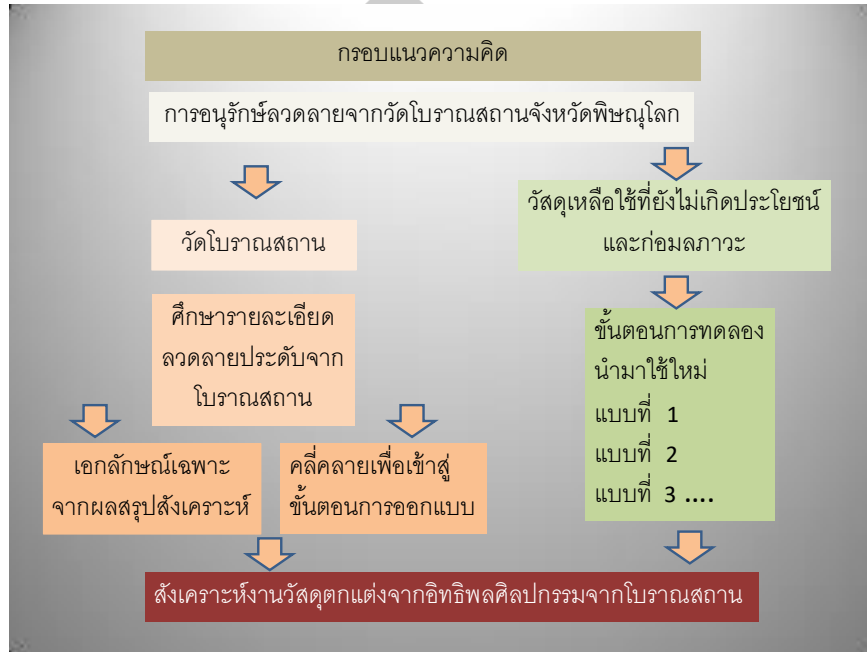 กรอบแนวความคิด
การอนุรักษ์ลวดลายจากวัดโบราณสถานจังหวัดพิษณุโลก
วัดโบราณสถาน
ศึกษารายละเอียด
ลวดลายประดับจาก
โบราณสถาน
เอกลักษณ์เฉพาะ
จากผลสรุปสังเคราะห์
คลี่คลายเพื่อเข้าสู่
ขั้นตอนการออกแบบ
วัสดุเหลือใช้ที่ยังไม่เกิดประโยชน์
และก่อมลภาวะ
ขั้นตอนการทดลอง
นำมาใช้ใหม่
แบบที่ 1
แบบที่ 2
แบบที่ 3 ....
สังเคราะห์งานวัสดุตกแต่งจากอิทธิพลศิลปกรรมจากโบราณสถาน